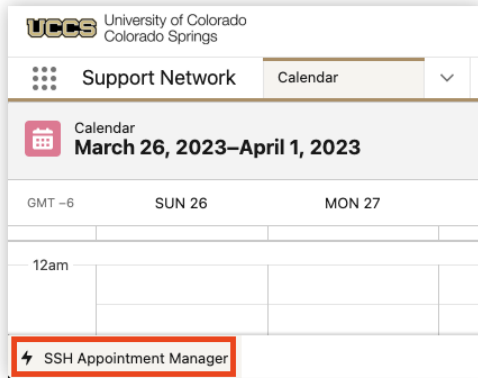 UCCS University of Colorado
Colorado Springs
Support Network Calendar
Calendar
March 26, 2023–April 1, 2023
GMT –6 SUN 26 MON 27
12am
SSH Appointment Manager